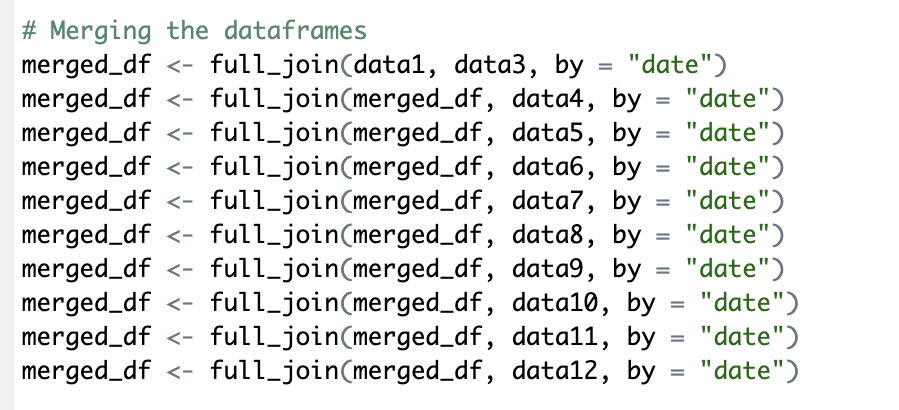 # Merging the dataframes
merged_df <- full_join(data1, data3, by = "date")
merged_df <- full_join(merged_df, data4, by = "date")
merged_df <- full_join(merged_df, data5, by = "date")
merged_df <- full_join(merged_df, data6, by = "date")
merged_df <- full_join(merged_df, data7, by = "date")
merged_df <- full_join(merged_df, data8, by = "date")
merged_df <- full_join(merged_df, data9, by = "date")
merged_df <- full_join(merged_df, data10, by = "date")
merged_df <- full_join(merged_df, data11, by = "date")
merged_df <- full_join(merged_df, data12, by = "date")